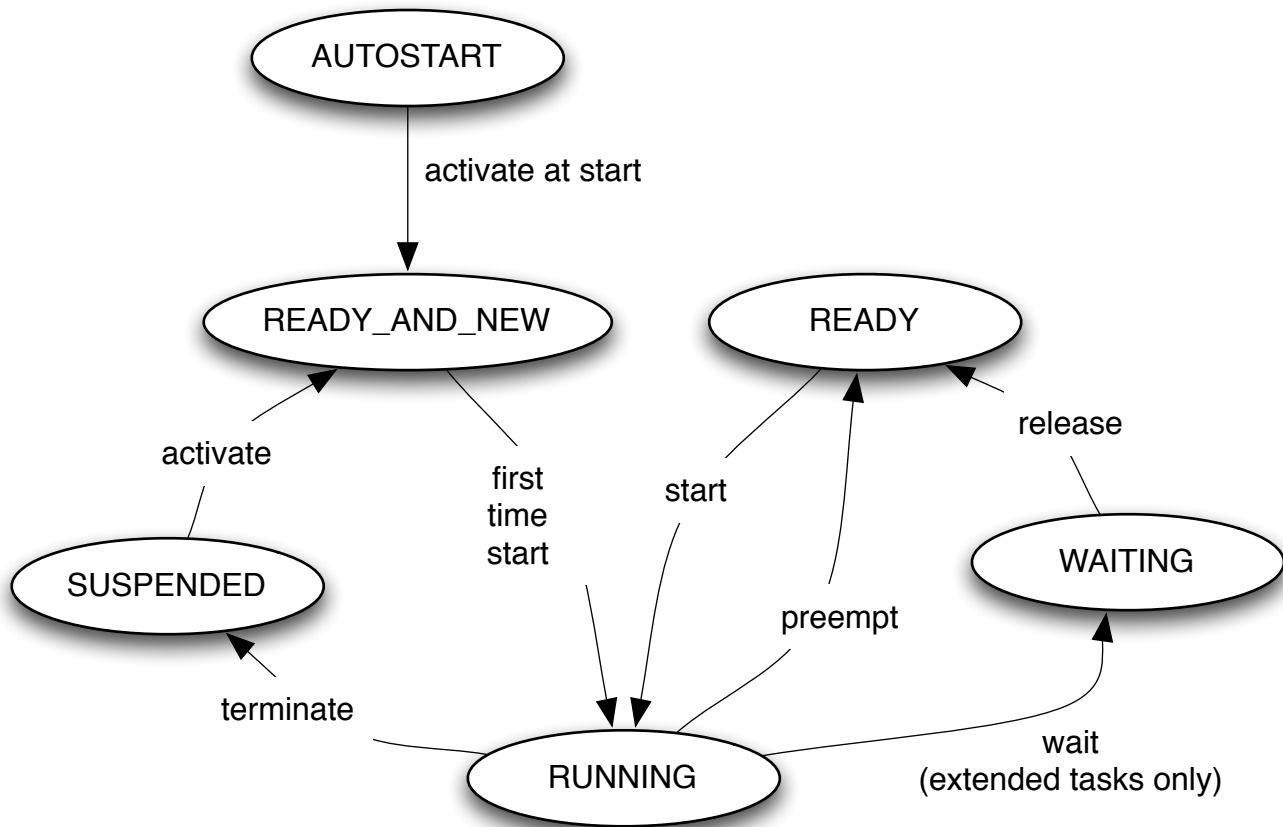 AUTOSTART
activate at start
READY_AND_NEW
READY
activate
release
first
time
start
start
SUSPENDED
WAITING
preempt
terminate
wait
(extended tasks only)
RUNNING